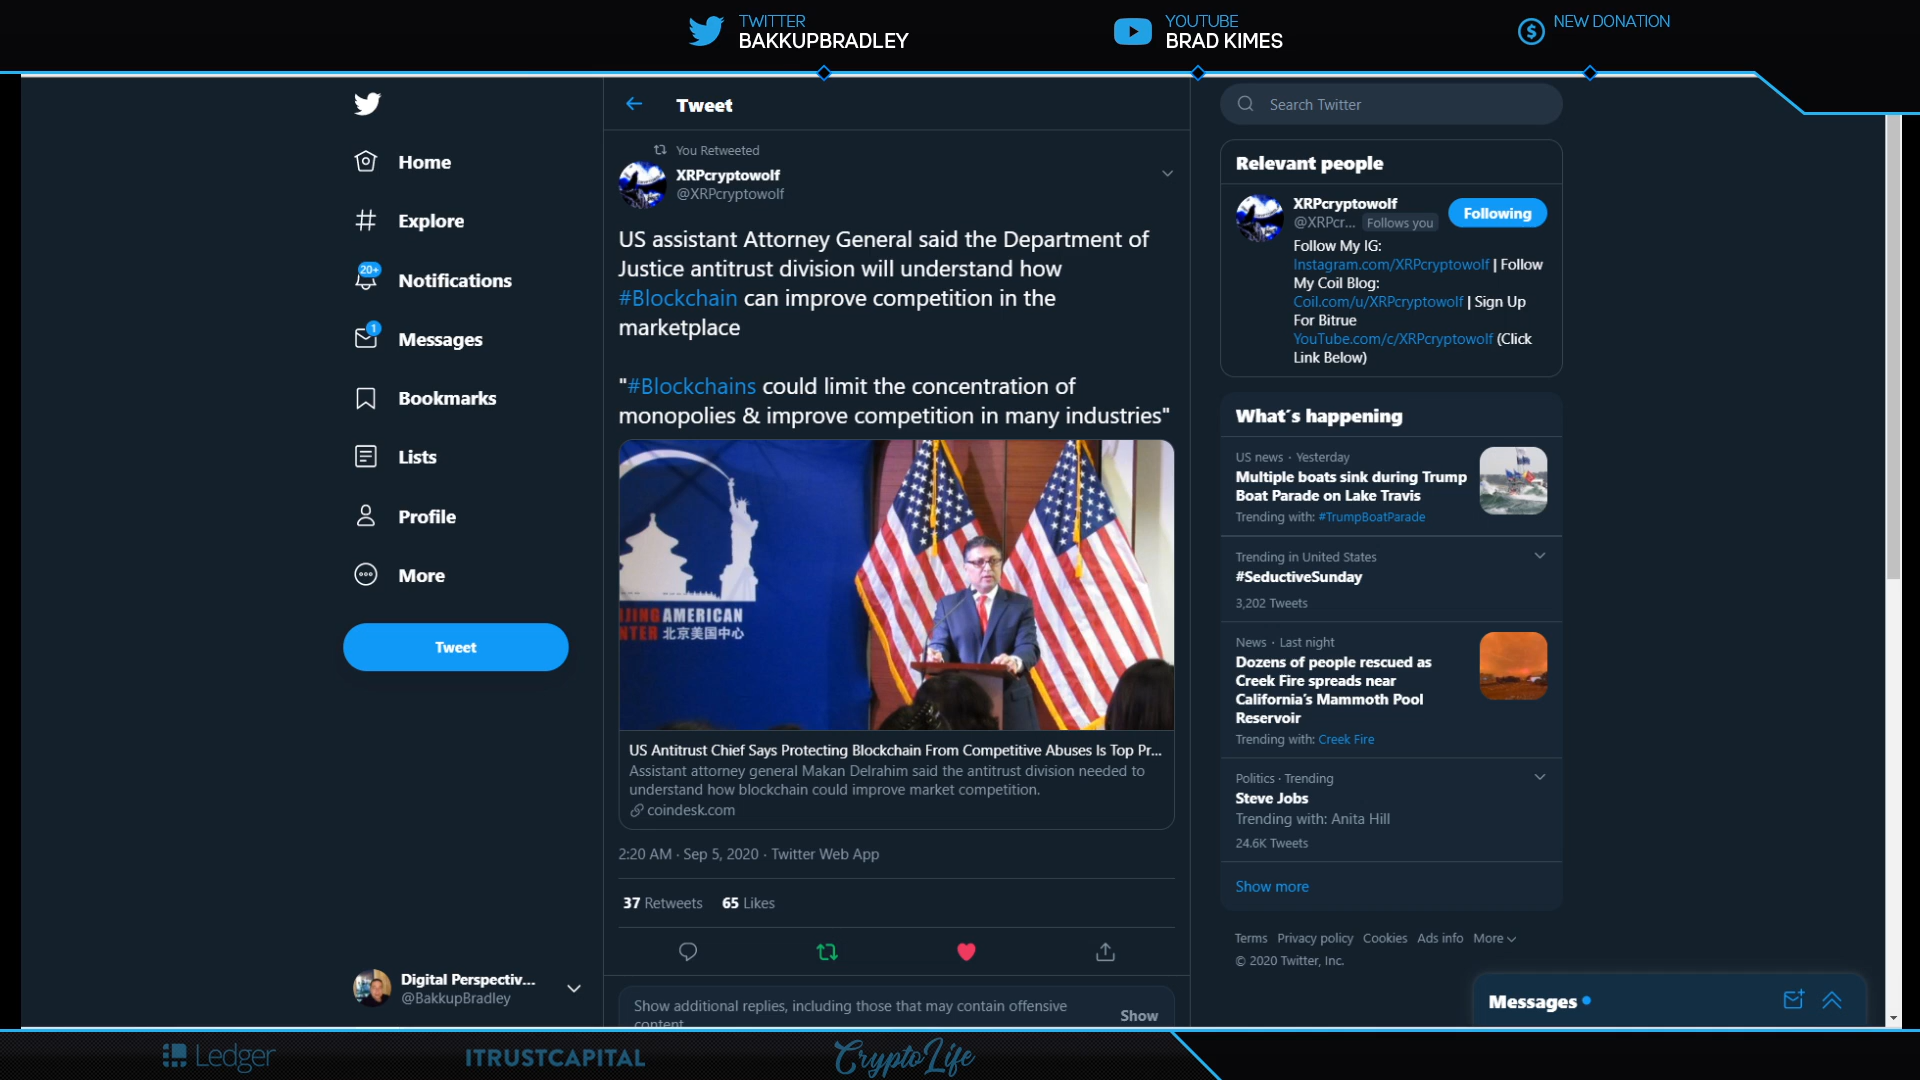 TWITTER
BAKKUPBRADLEY
YOUTUBE
BRAD KIMES
NEW DONATION
Home
Explore
20+
Notifications
1
Messages
Bookmarks
Lists
Profile
More
Tweet
Digital Perspectiv...
@BakkupBradley
Tweet
You Retweeted
XRPcryptowolf
@XRPcryptowolf
US assistant Attorney General said the Department of
Justice antitrust division will understand how
#Blockchain can improve competition in the
marketplace
"#Blockchains could limit the concentration of
monopolies & improve competition in many industries"
IJING AMERICAN
NTER 北京美国中心
US Antitrust Chief Says Protecting Blockchain From Competitive Abuses Is Top Pr...
Assistant attorney general Makan Delrahim said the antitrust division needed to
understand how blockchain could improve market competition.
coindesk.com
2:20 AM · Sep 5, 2020 · Twitter Web App
37 Retweets 65 Likes
Show additional replies, including those that may contain offensive
content
Show
Search Twitter
Relevant people
XRPcryptowolf
@XRPcr... Follows you
Following
Follow My IG:
Instagram.com/XRPcryptowolf | Follow
My Coil Blog:
Coil.com/u/XRPcryptowolf | Sign Up
For Bitrue
YouTube.com/c/XRPcryptowolf (Click
Link Below)
What's happening
US news · Yesterday
Multiple boats sink during Trump
Boat Parade on Lake Travis
Trending with: #TrumpBoatParade
Trending in United States
#SeductiveSunday
3,202 Tweets
News · Last night
Dozens of people rescued as
Creek Fire spreads near
California's Mammoth Pool
Reservoir
Trending with: Creek Fire
Politics · Trending
Steve Jobs
Trending with: Anita Hill
24.6K Tweets
Show more
Terms Privacy policy Cookies Ads info More
© 2020 Twitter, Inc.
Messages
Ledger
ITRUSTCAPITAL
CryptoLife